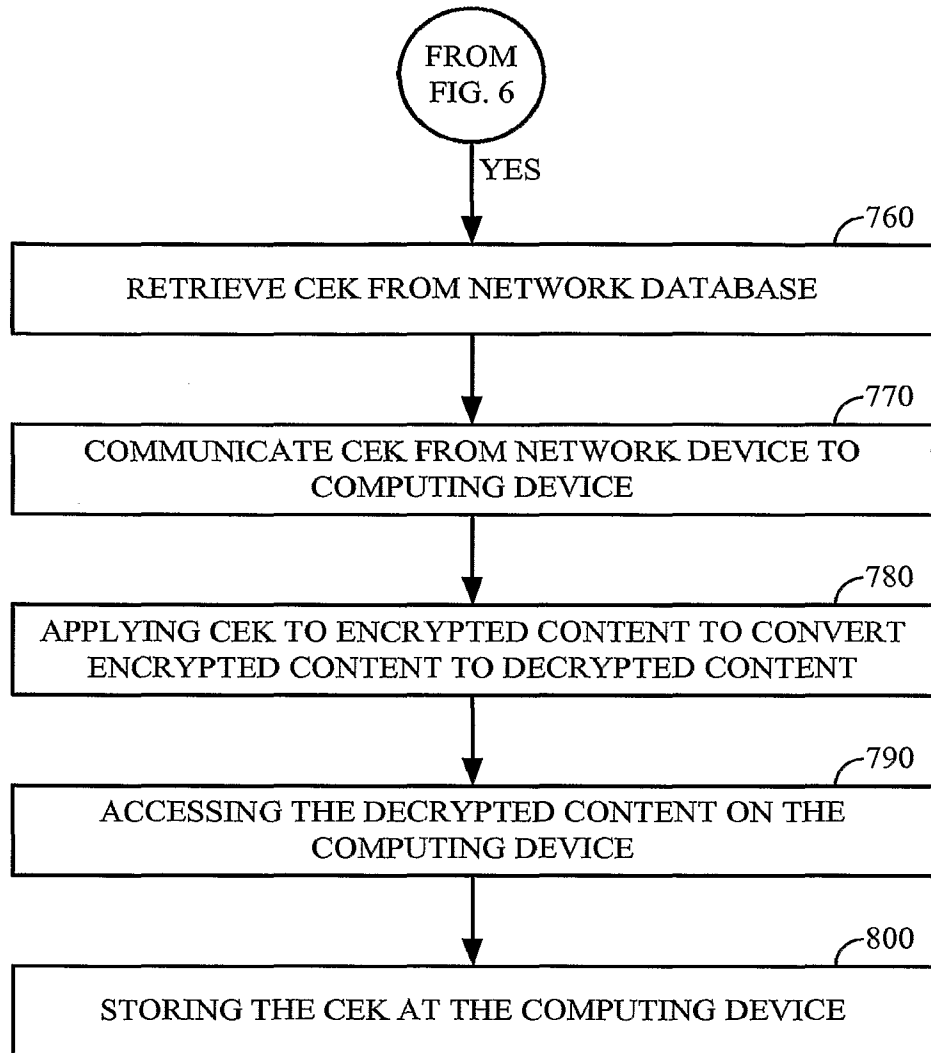 FROM
FIG. 6
YES
760
RETRIEVE CEK FROM NETWORK DATABASE
770
COMMUNICATE CEK FROM NETWORK DEVICE TO
COMPUTING DEVICE
780
APPLYING CEK TO ENCRYPTED CONTENT TO CONVERT
ENCRYPTED CONTENT TO DECRYPTED CONTENT
790
ACCESSING THE DECRYPTED CONTENT ON THE
COMPUTING DEVICE
800
STORING THE CEK AT THE COMPUTING DEVICE